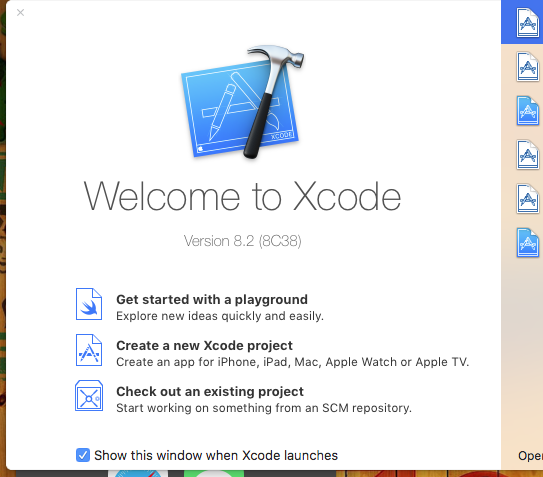 XCODE
Welcome to Xcode
Version 8.2 (8C38)
Get started with a playground
Explore new ideas quickly and easily.
Create a new Xcode project
Create an app for iPhone, iPad, Mac, Apple Watch or Apple TV.
Check out an existing project
Start working on something from an SCM repository.
Show this window when Xcode launches
Open